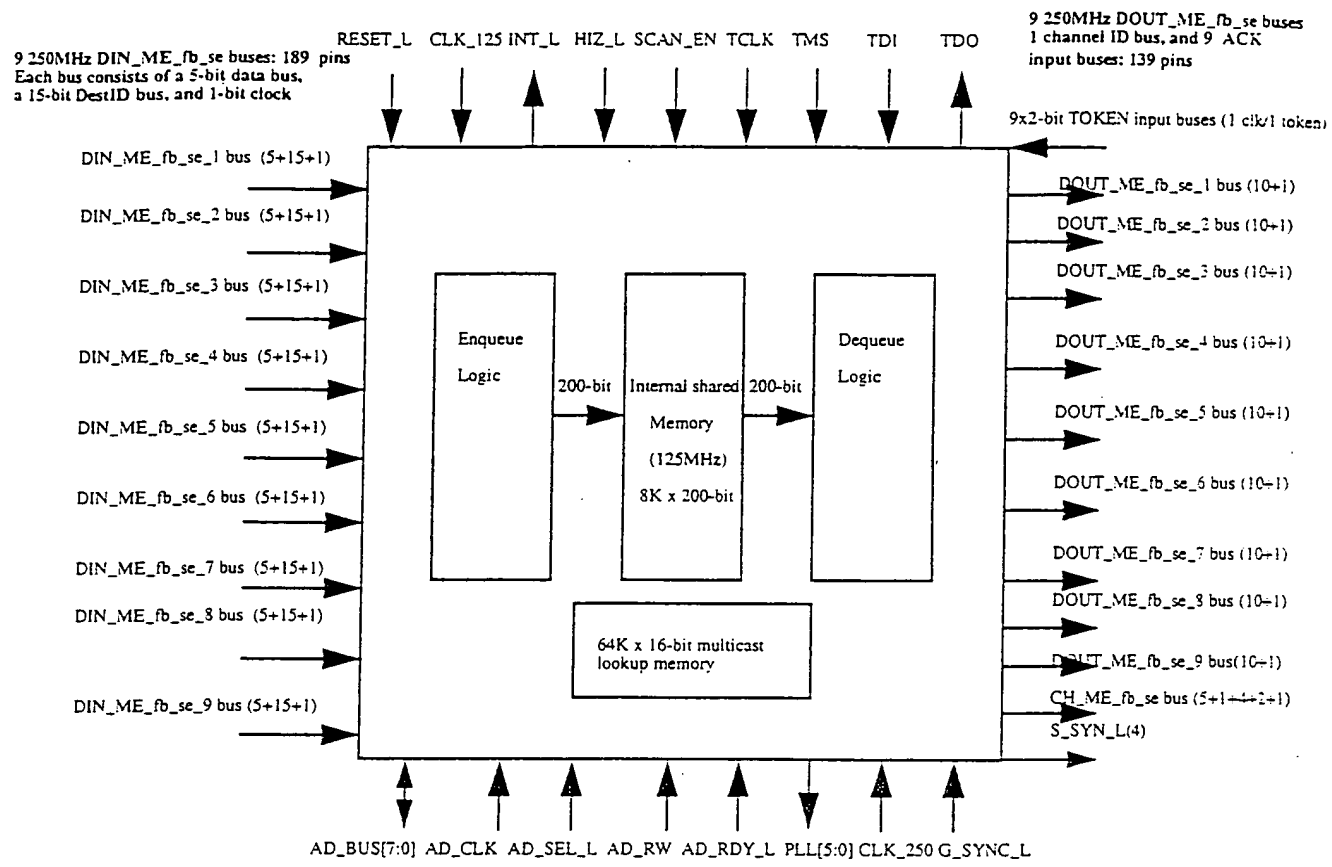 9 250MHz DIN_ME_fb_se buses: 189 pins
Each bus consists of a 5-bit data bus,
a 15-bit DestID bus, and 1-bit clock
RESET_L CLK_125 INT_L HIZ_L SCAN_EN TCLK TMS TDI TDO
9 250MHz DOUT_ME_fb_se buses
1 channel ID bus, and 9 ACK
input buses: 139 pins
9x2-bit TOKEN input buses (1 clk/1 token)
DIN_ME_fb_se_1 bus (5+15+1)
DIN_ME_fb_se_2 bus (5+15+1)
DIN_ME_fb_se_3 bus (5+15+1)
DIN_ME_fb_se_4 bus (5+15+1)
DIN_ME_fb_se_5 bus (5+15+1)
DIN_ME_fb_se_6 bus (5+15+1)
DIN_ME_fb_se_7 bus (5+15+1)
DIN_ME_fb_se_8 bus (5+15+1)
DIN_ME_fb_se_9 bus (5+15+1)
Enqueue
Logic
200-bit
Internal shared
Memory
(125MHz)
8K x 200-bit
200-bit
Dequeue
Logic
64K x 16-bit multicast
lookup memory
DOUT_ME_fb_se_1 bus (10+1)
DOUT_ME_fb_se_2 bus (10+1)
DOUT_ME_fb_se_3 bus (10+1)
DOUT_ME_fb_se_4 bus (10+1)
DOUT_ME_fb_se_5 bus (10+1)
DOUT_ME_fb_se_6 bus (10+1)
DOUT_ME_fb_se_7 bus (10+1)
DOUT_ME_fb_se_8 bus (10+1)
DOUT_ME_fb_se_9 bus(10+1)
CH_ME_fb_se bus (5+1+4+2+1)
S_SYN_L(4)
AD_BUS[7:0] AD_CLK AD_SEL_L AD_RW AD_RDY_L PLL[5:0] CLK_250 G_SYNC_L